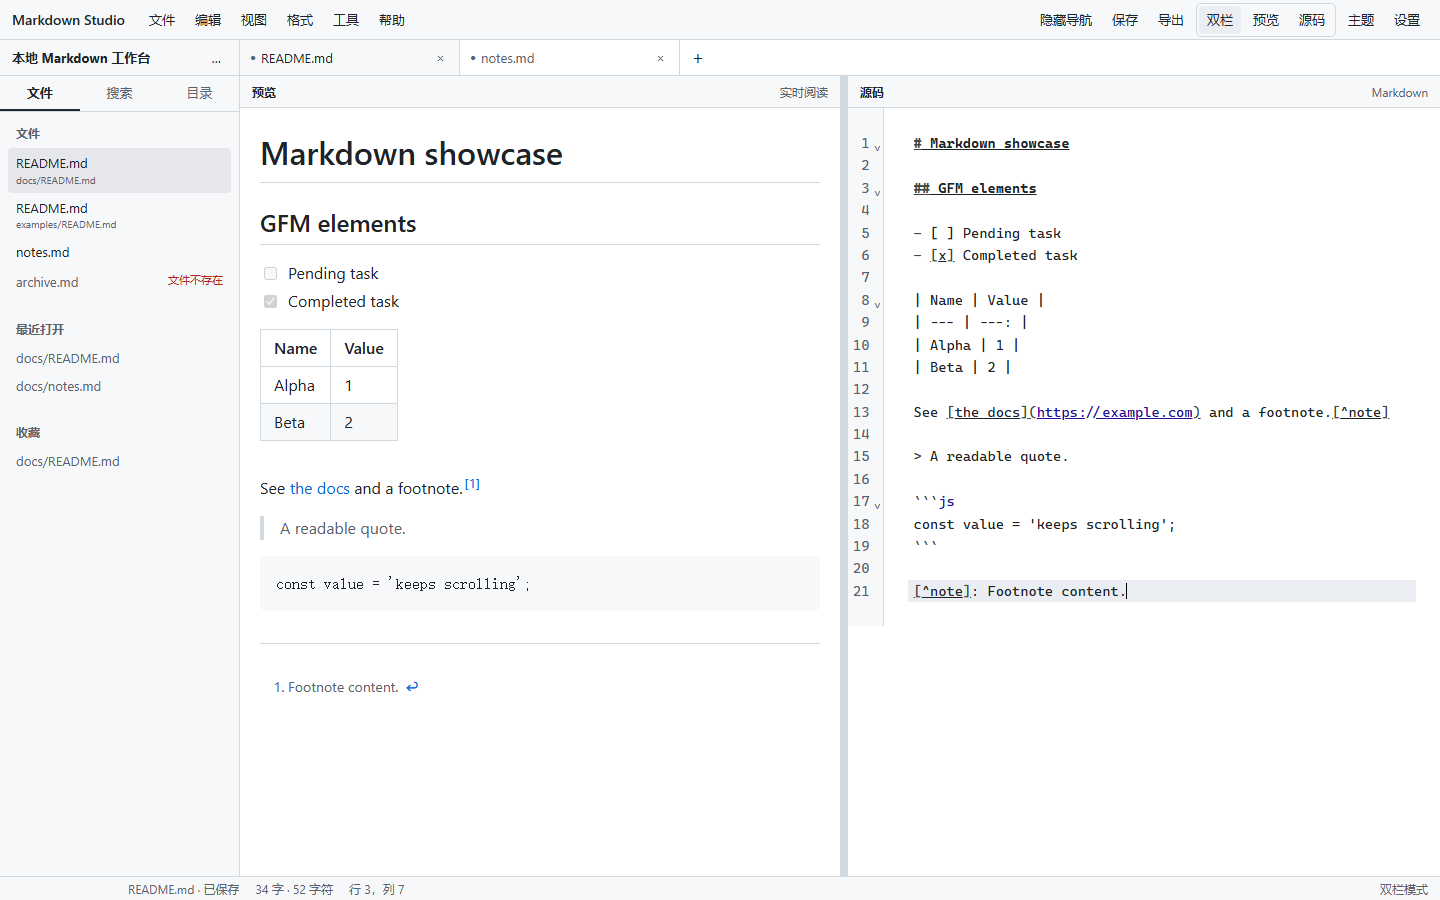 Markdown Studio 文件 编辑 视图 格式 工具 帮助 隐藏导航 保存 导出 双栏 预览 源码 主题 设置
本地 Markdown 工作台 ...
• README.md × • notes.md × +
文件 搜索 目录
文件
README.md
docs/README.md
README.md
examples/README.md
notes.md
archive.md 文件不存在
最近打开
docs/README.md
docs/notes.md
收藏
docs/README.md
预览 实时阅读
Markdown showcase
GFM elements
Pending task
Completed task
Name Value
Alpha 1
Beta 2
See the docs and a footnote.[1]
A readable quote.
const value = 'keeps scrolling';
1. Footnote content. ↩
源码 Markdown
1 # Markdown showcase
2
3 ## GFM elements
4
5 - [ ] Pending task
6 - [x] Completed task
7
8 | Name | Value |
9 | --- | ---: |
10 | Alpha | 1 |
11 | Beta | 2 |
12
13 See [the docs](https://example.com) and a footnote.[^note]
14
15 > A readable quote.
16
17 ```js
18 const value = 'keeps scrolling';
19 ```
20
21 [^note]: Footnote content.
README.md · 已保存 34 字 · 52 字符 行 3，列 7 双栏模式